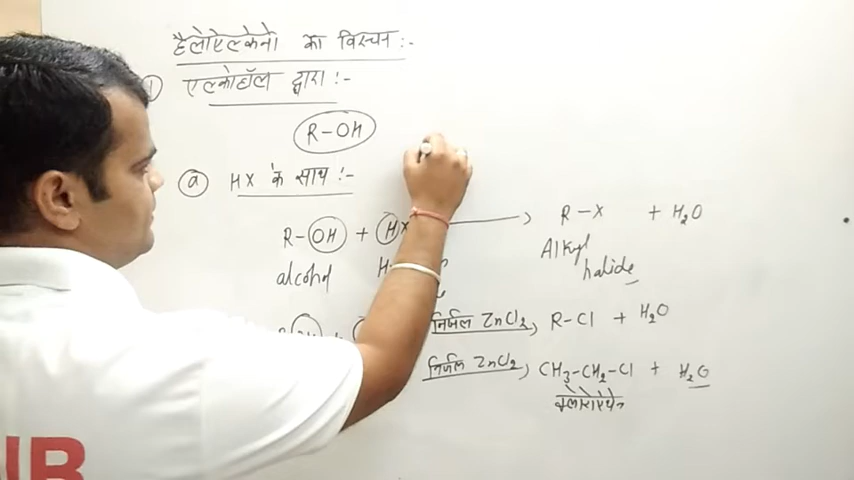 हैलोऐल्केनो का विरचन :-
1) एल्कोहॉल द्वारा :-
R-OH
(a) HX के साथ :-
R-OH + HX ⟶ R-X + H₂O
alcohol Alkyl halide
निर्जल ZnCl₂, R-Cl + H₂O
निर्जल ZnCl₂, CH₃-CH₂-Cl + H₂O
क्लोरोएथेन